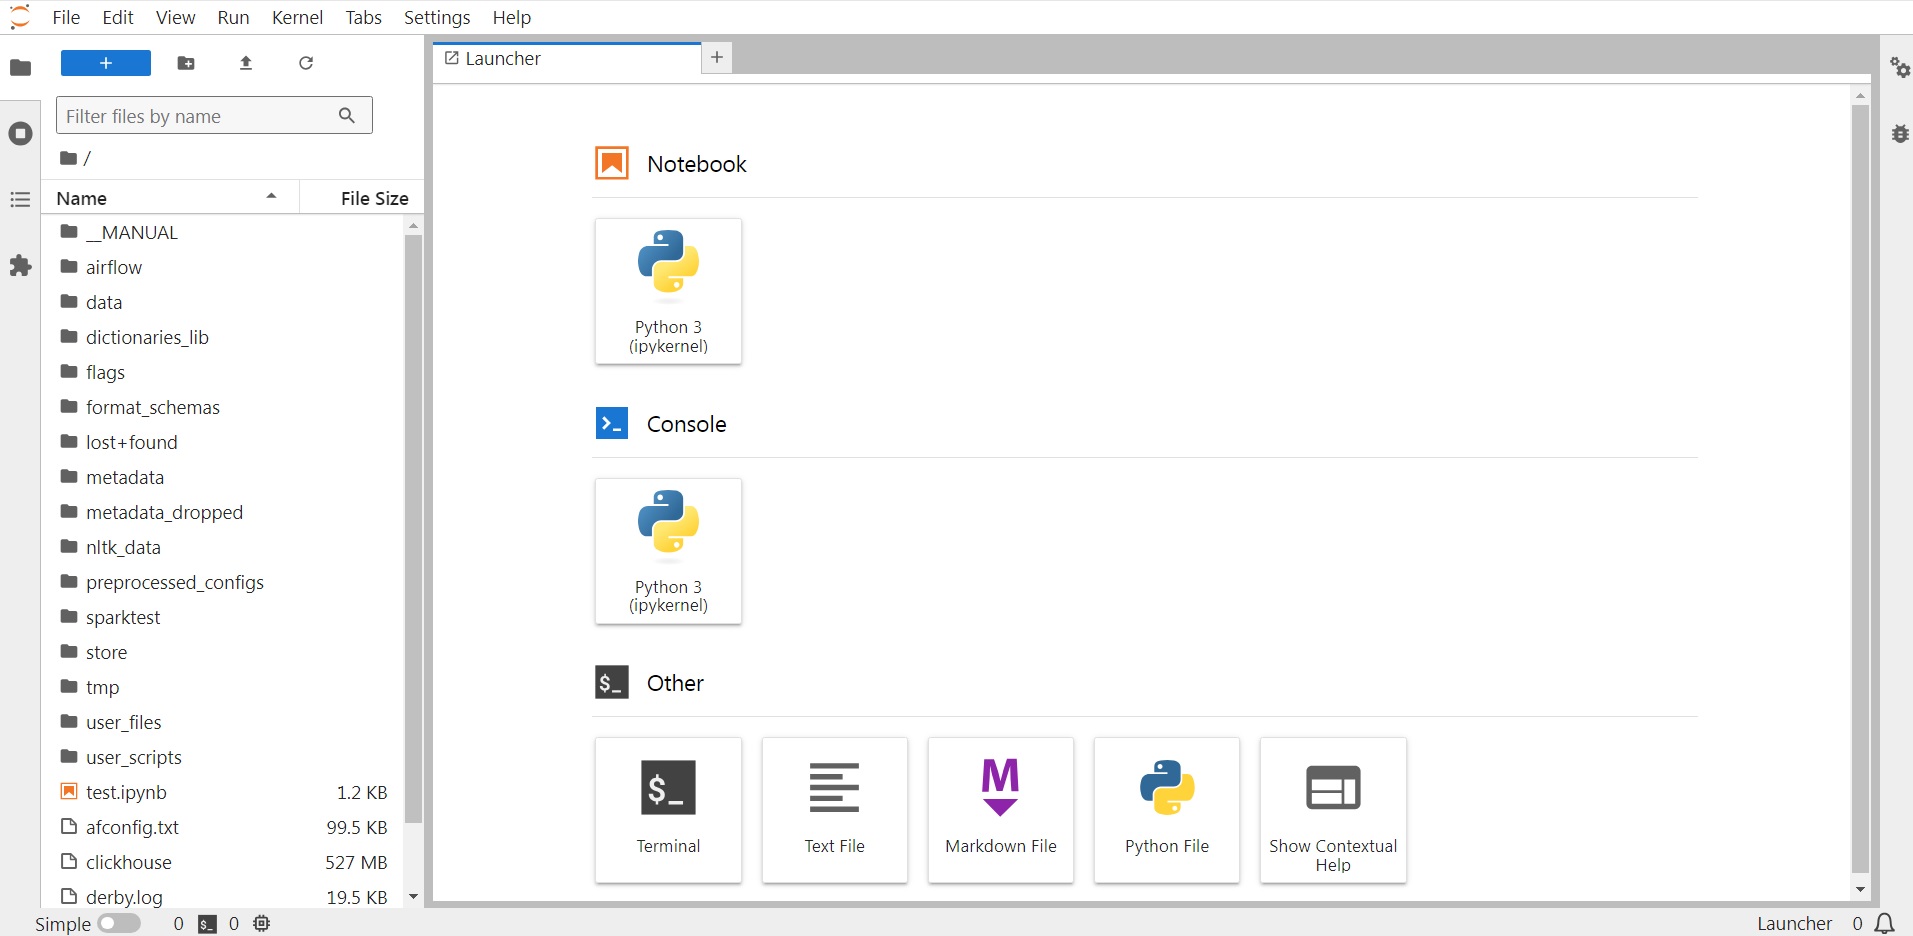 File Edit View Run Kernel Tabs Settings Help
Launcher
Filter files by name
/
Name File Size
__MANUAL
airflow
data
dictionaries_lib
flags
format_schemas
lost+found
metadata
metadata_dropped
nltk_data
preprocessed_configs
sparktest
store
tmp
user_files
user_scripts
test.ipynb 1.2 KB
afconfig.txt 99.5 KB
clickhouse 527 MB
derby.log 19.5 KB
Notebook
Python 3
(ipykernel)
Console
Python 3
(ipykernel)
$_ Other
$_
Terminal
Text File
M
Markdown File
Python File
Show Contextual
Help
Simple 0 $_ 0 Launcher 0